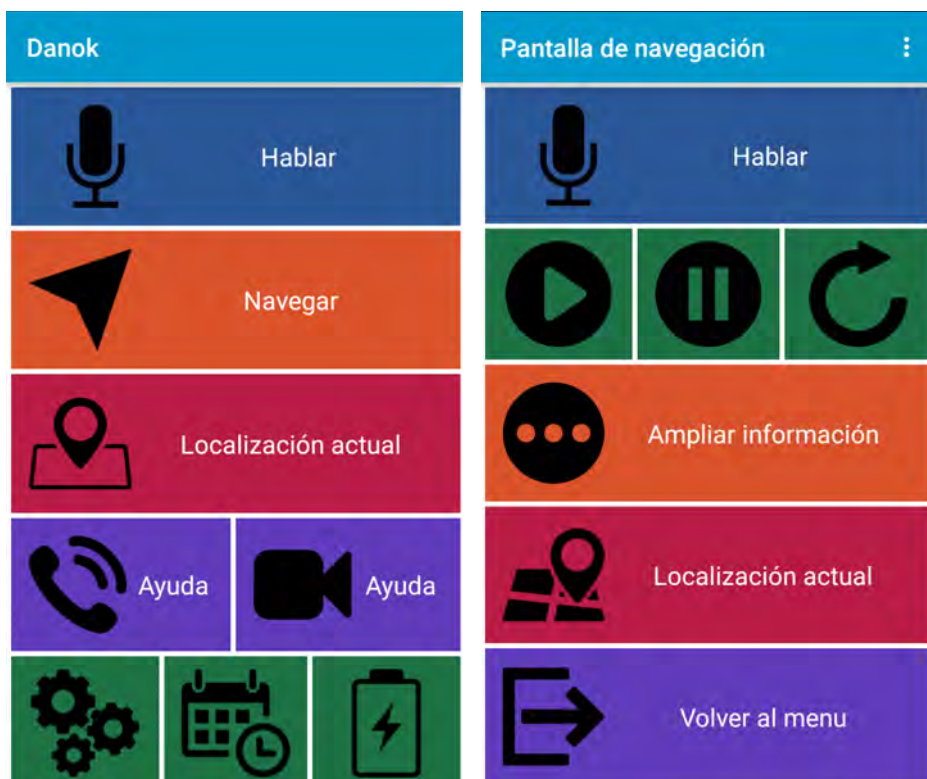 Danok
Hablar
Navegar
Localización actual
Ayuda
Ayuda
Pantalla de navegación
Hablar
Ampliar información
Localización actual
Volver al menu